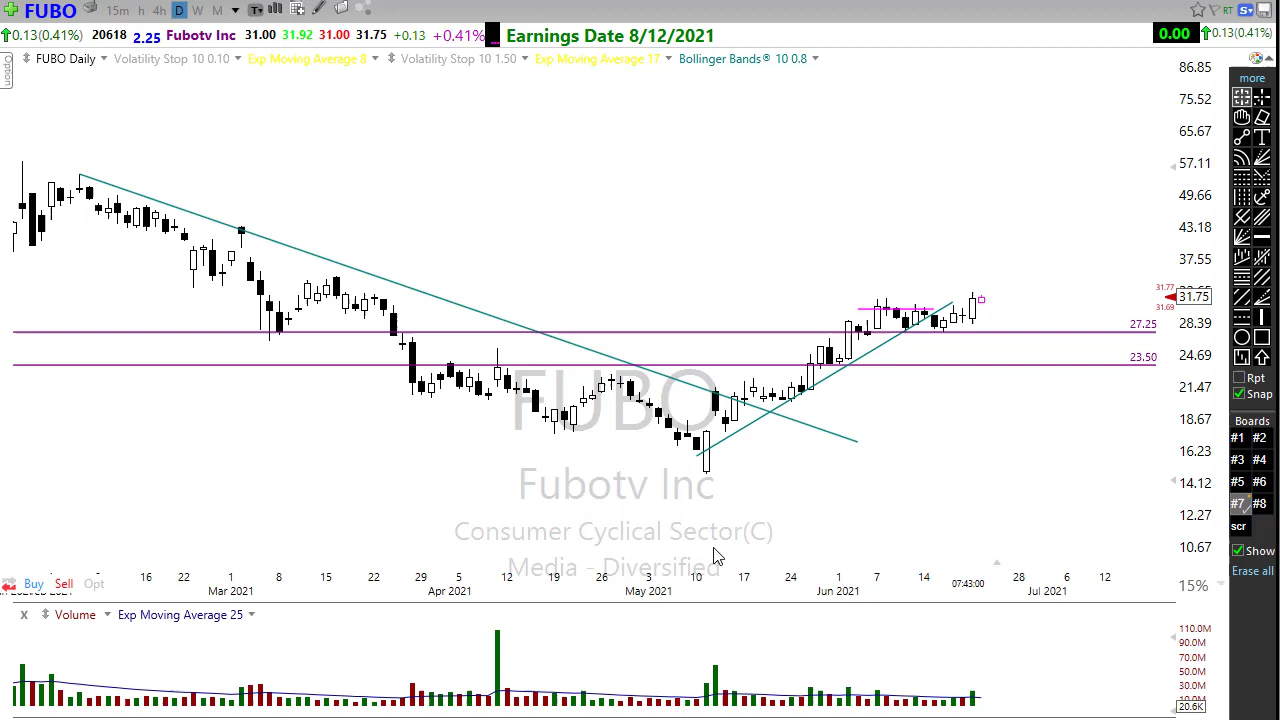 FUBO 15m h 4h D W M T RT S
0.13(0.41%) 20618 2.25 Fubotv Inc 31.00 31.92 31.00 31.75 +0.13 +0.41% Earnings Date 8/12/2021 0.00 0.13(0.41%)
Option
FUBO Daily Volatility Stop 10 0.10 Exp Moving Average 8 Volatility Stop 10 1.50 Exp Moving Average 17 Bollinger Bands® 10 0.8
86.85
75.52
65.67
57.11
49.66
43.18
37.55
31.77
31.75
31.69
27.25
28.39
23.50
24.69
21.47
18.67
16.23
14.12
12.27
10.67
FUBO
Fubotv Inc
Consumer Cyclical Sector(C)
Media - Diversified
more
T
Rpt
Snap
Boards
#1 #2
#3 #4
#5 #6
#7 #8
scr
Show
Erase all
Buy Sell Opt
16 22 1 8 15 22 29 5 12 19 26 3 10 17 24 1 7 14 07:43:00 28 6 12
Mar 2021 Apr 2021 May 2021 Jun 2021 Jul 2021
15%
X Volume Exp Moving Average 25
110.0M
90.0M
70.0M
50.0M
30.0M
20.6K